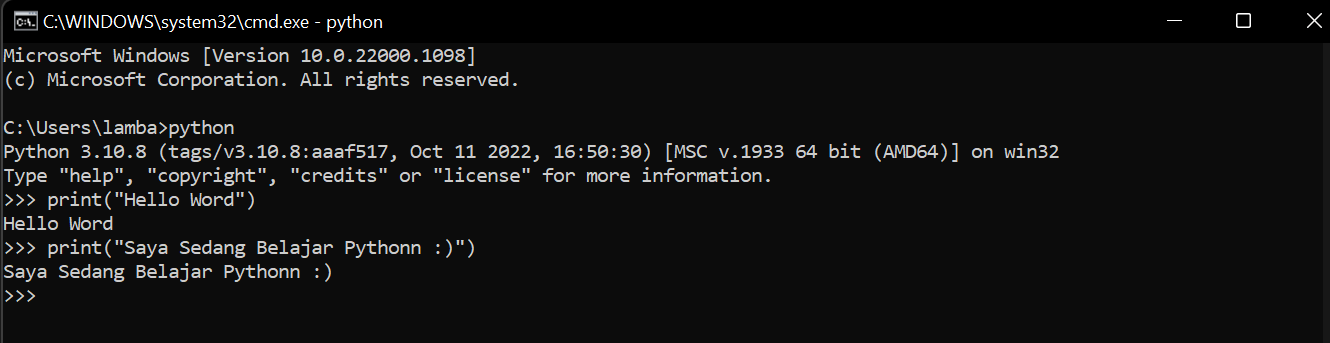 C:\WINDOWS\system32\cmd.exe - python
Microsoft Windows [Version 10.0.22000.1098]
(c) Microsoft Corporation. All rights reserved.
C:\Users\lamba>python
Python 3.10.8 (tags/v3.10.8:aaaf517, Oct 11 2022, 16:50:30) [MSC v.1933 64 bit (AMD64)] on win32
Type "help", "copyright", "credits" or "license" for more information.
>>> print("Hello Word")
Hello Word
>>> print("Saya Sedang Belajar Pythonn :)")
Saya Sedang Belajar Pythonn :)
>>>